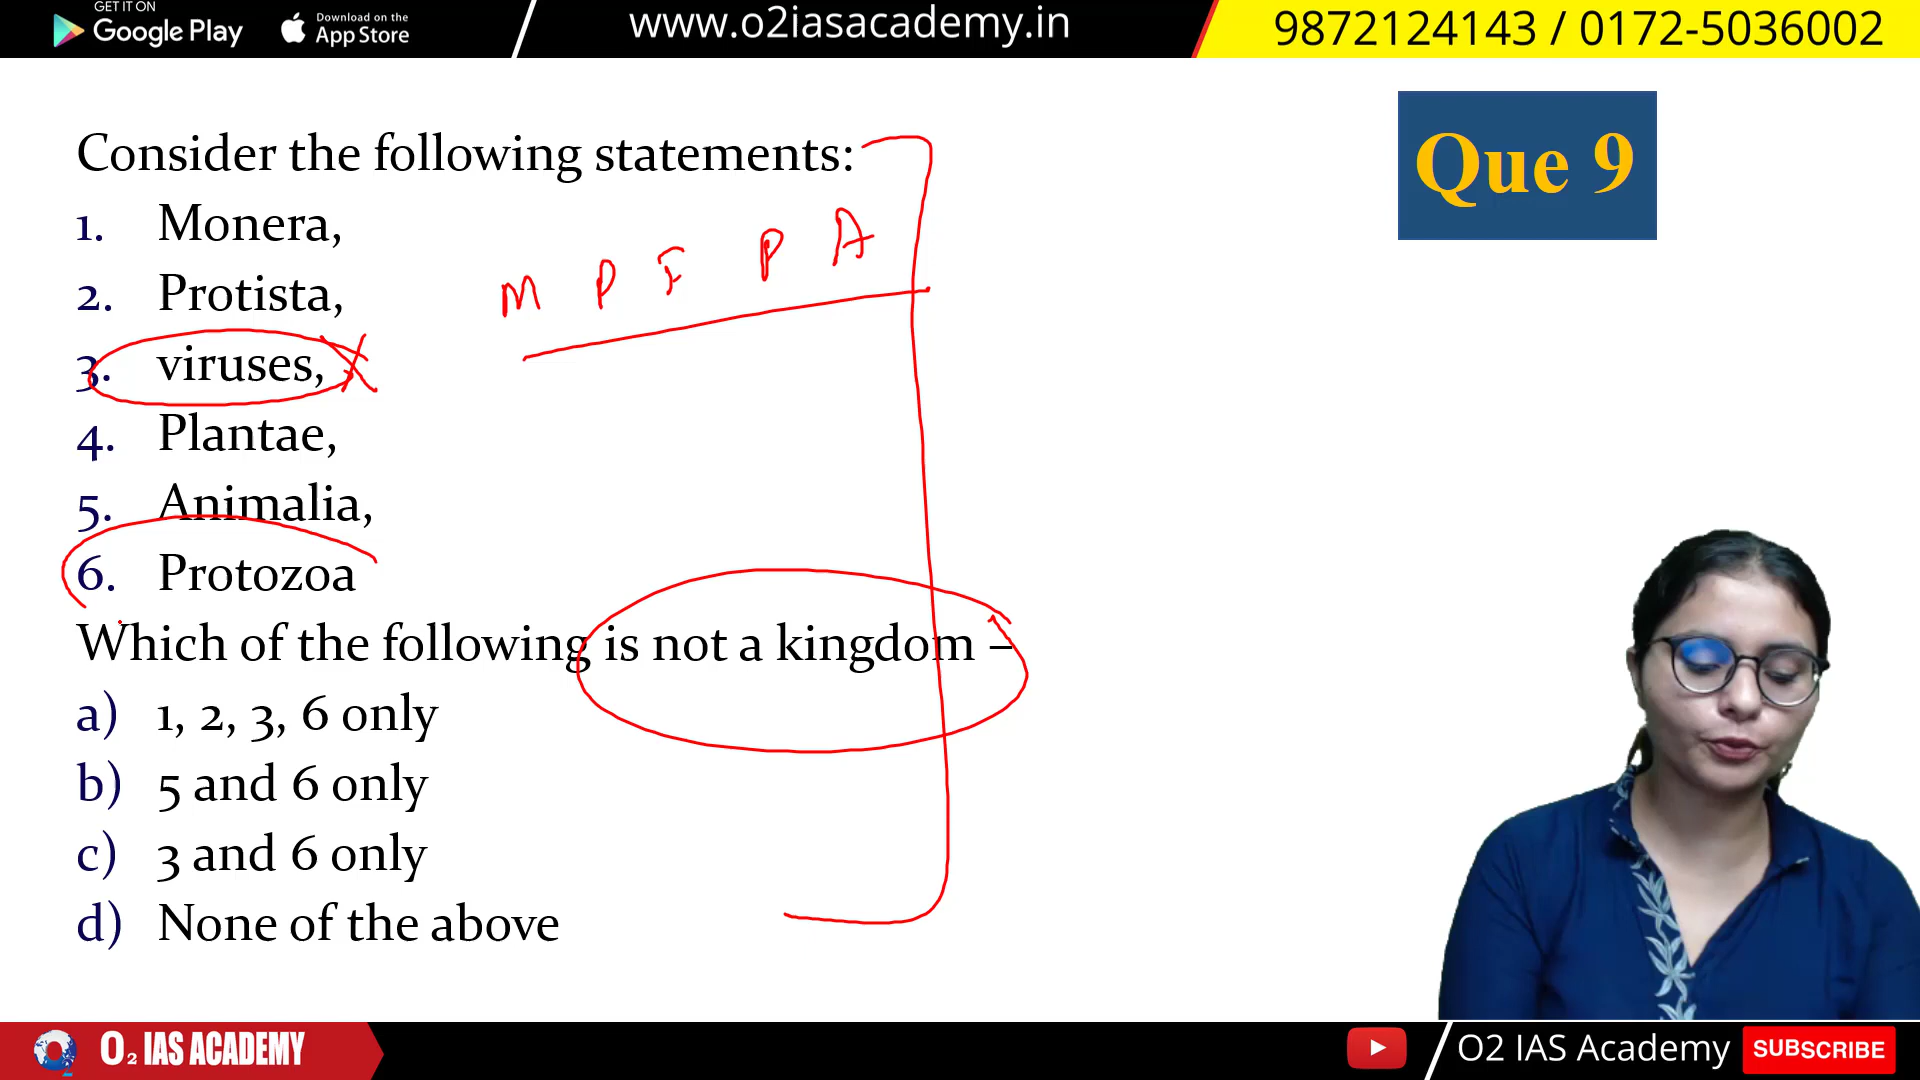 GET IT ON
Google Play
Download on the
App Store
www.o2iasacademy.in
9872124143 / 0172-5036002
Que 9
Consider the following statements:
1. Monera,
2. Protista,
3. viruses,
4. Plantae,
5. Animalia,
6. Protozoa
M P F P A
Which of the following is not a kingdom –
a) 1, 2, 3, 6 only
b) 5 and 6 only
c) 3 and 6 only
d) None of the above
O2 IAS ACADEMY
O2 IAS Academy
SUBSCRIBE